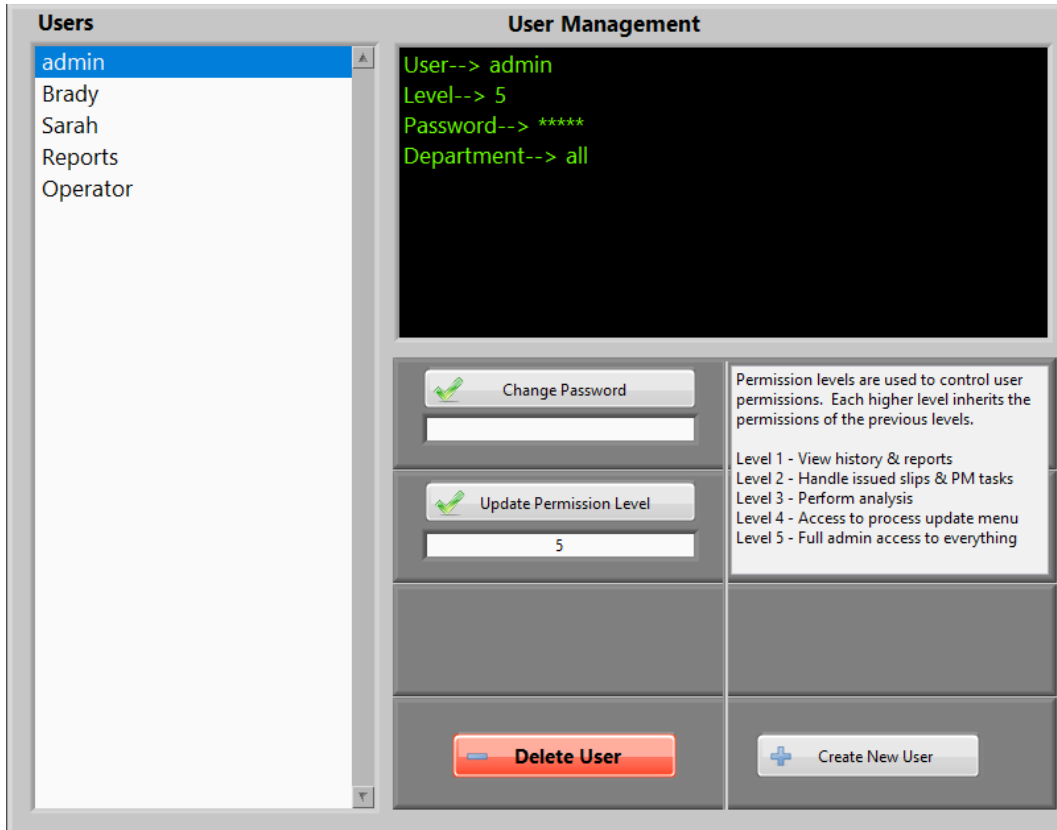 Users
User Management
admin
Brady
Sarah
Reports
Operator
User--> admin
Level--> 5
Password--> *****
Department--> all
Change Password
Update Permission Level
5
Permission levels are used to control user
permissions.  Each higher level inherits the
permissions of the previous levels.
Level 1 - View history & reports
Level 2 - Handle issued slips & PM tasks
Level 3 - Perform analysis
Level 4 - Access to process update menu
Level 5 - Full admin access to everything
Delete User
Create New User